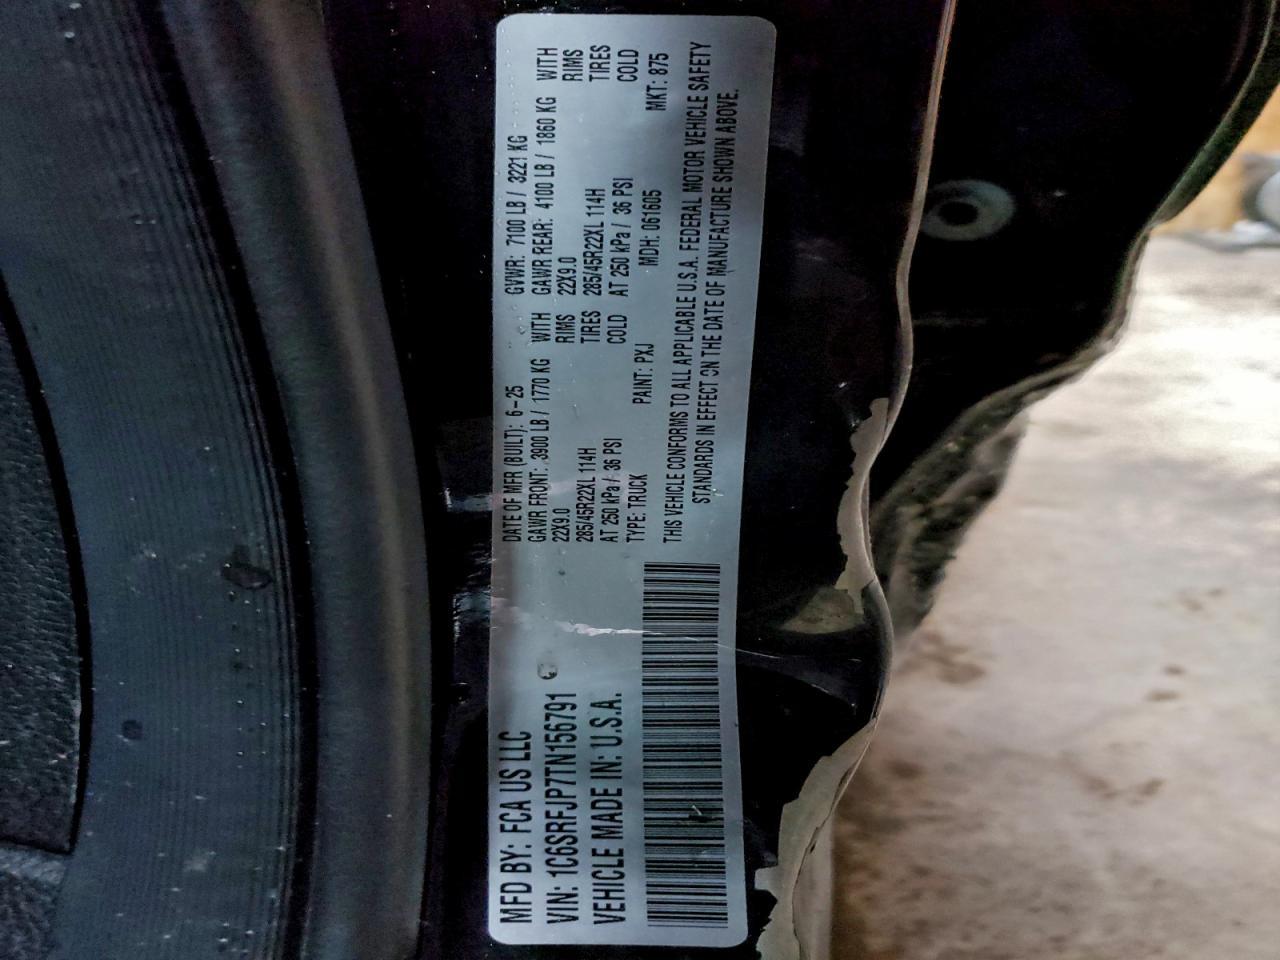 MFD BY: FCA US LLC
VIN: 1C6SRFJP7TN156791
VEHICLE MADE IN: U.S.A.
DATE OF MFR (BUILT): 6-25 GVWR: 7100 LB / 3221 KG
GAWR FRONT: 3900 LB / 1770 KG WITH GAWR REAR: 4100 LB / 1860 KG WITH
22X9.0 RIMS 22X9.0 RIMS
285/45R22XL 114H TIRES 285/45R22XL 114H TIRES
AT 250 kPa / 36 PSI COLD AT 250 kPa / 36 PSI COLD
TYPE: TRUCK PAINT: PXJ MDH: 061605 MKT: 875
THIS VEHICLE CONFORMS TO ALL APPLICABLE U.S.A. FEDERAL MOTOR VEHICLE SAFETY
STANDARDS IN EFFECT ON THE DATE OF MANUFACTURE SHOWN ABOVE.